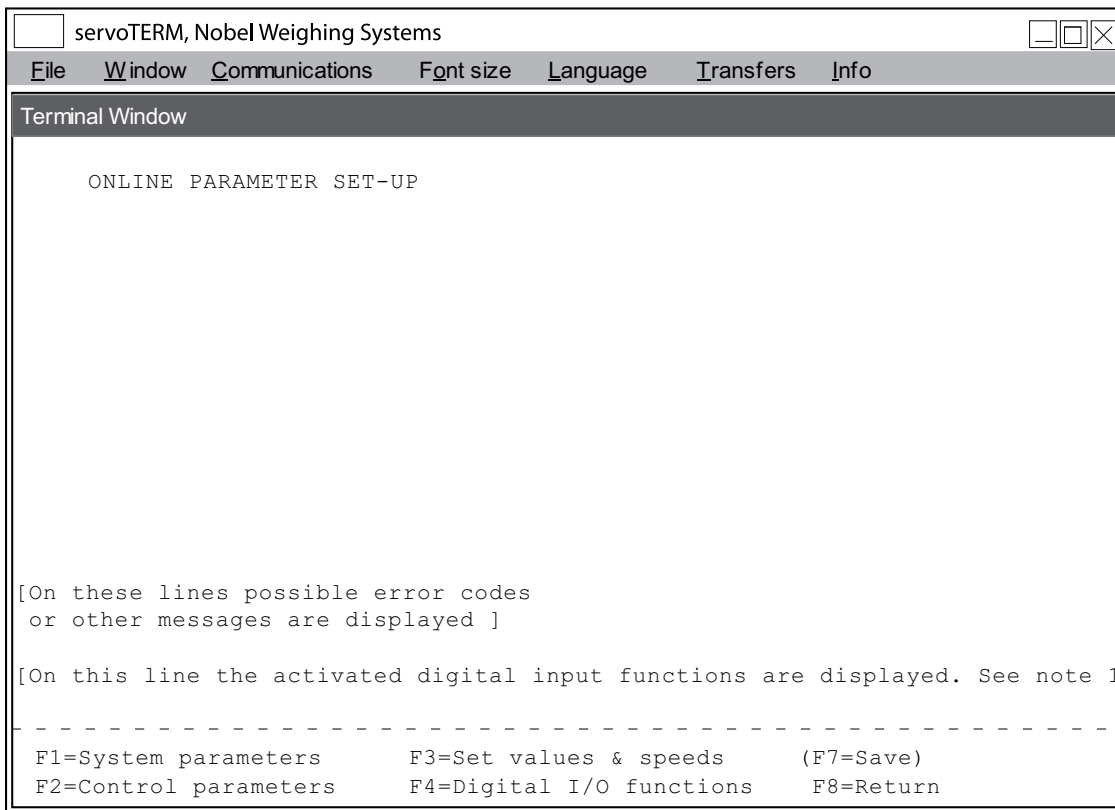 servoTERM, Nobel Weighing Systems
File Window Communications Font size Language Transfers Info
Terminal Window
ONLINE PARAMETER SET-UP
[On these lines possible error codes
or other messages are displayed ]
[On this line the activated digital input functions are displayed. See note 1
F1=System parameters F3=Set values & speeds (F7=Save)
F2=Control parameters F4=Digital I/O functions F8=Return